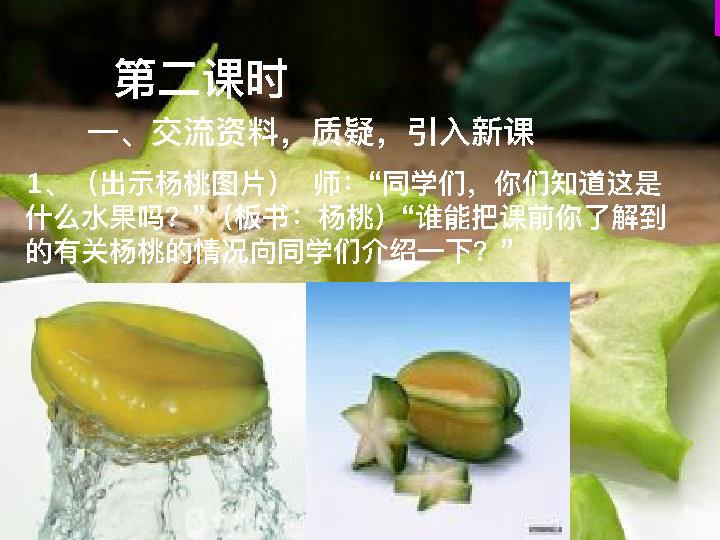 第二课时
一、交流资料，质疑，引入新课
1、（出示杨桃图片） 师：“同学们，你们知道这是
什么水果吗？”（板书：杨桃）“谁能把课前你了解到
的有关杨桃的情况向同学们介绍一下？”